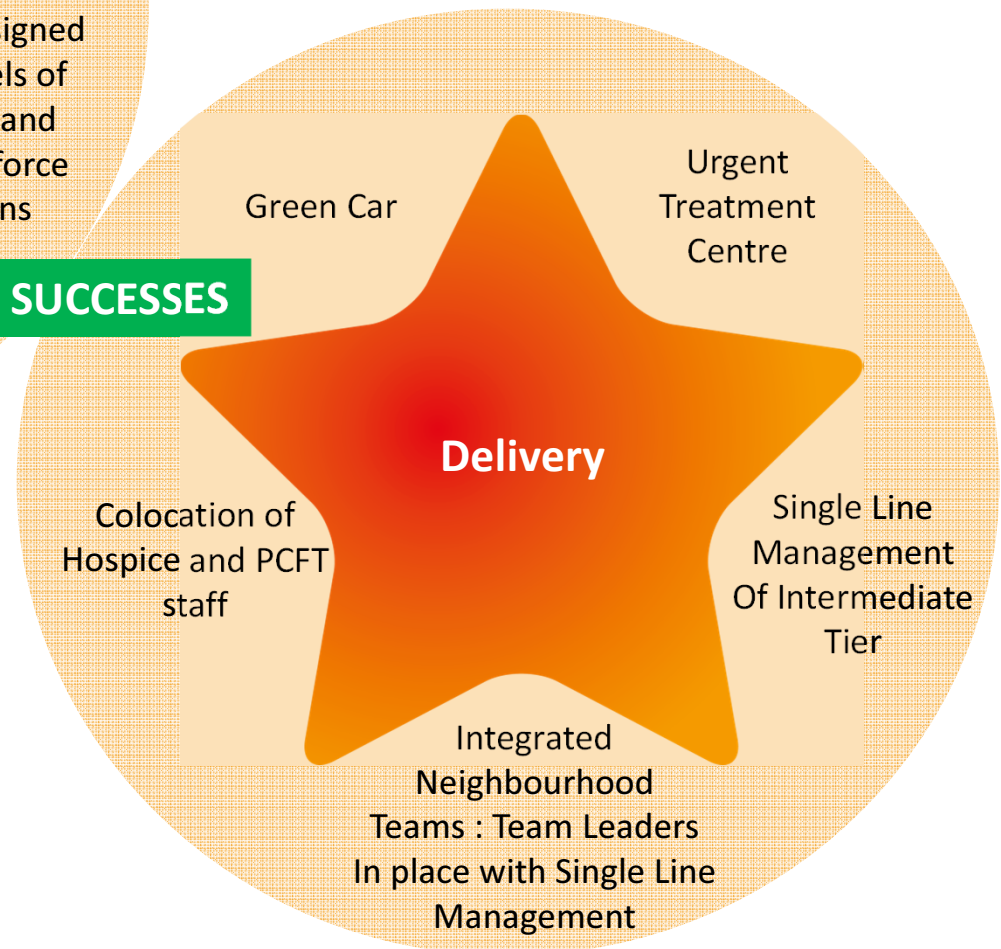 signed
els of
and
force
ns
SUCCESSES
Green Car
Urgent
Treatment
Centre
Delivery
Colocation of
Hospice and PCFT
staff
Single Line
Management
Of Intermediate
Tier
Integrated
Neighbourhood
Teams : Team Leaders
In place with Single Line
Management